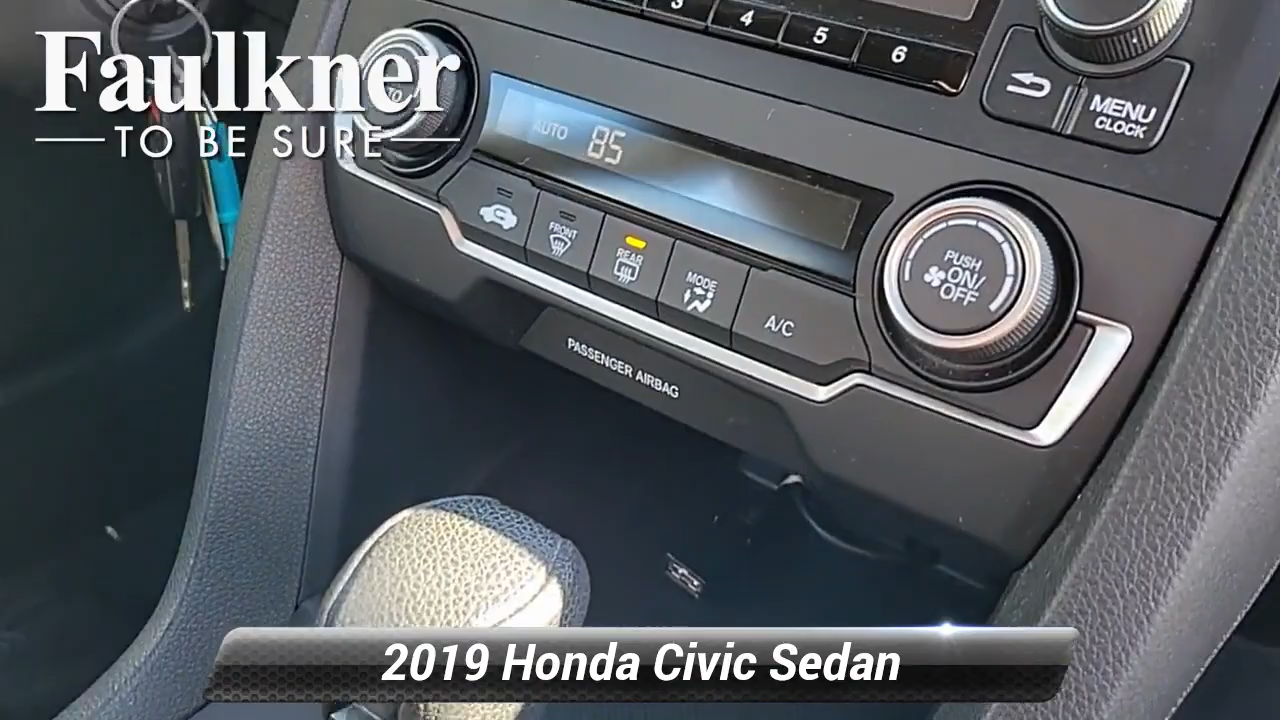 Faulkner
TO BE SURE
3 4 5 6
MENU
CLOCK
AUTO 85
FRONT
REAR
MODE
A/C
PUSH
ON/
OFF
PASSENGER AIRBAG
2019 Honda Civic Sedan